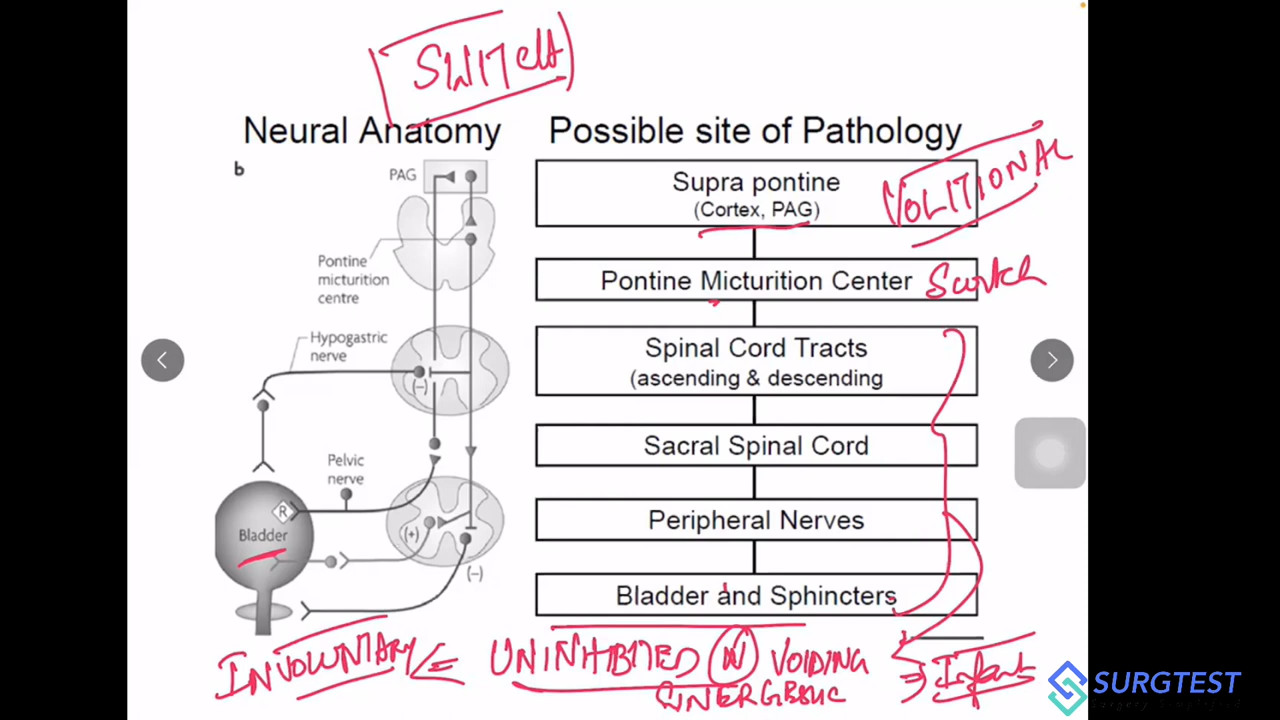 SWITCH
Neural Anatomy
Possible site of Pathology
b
PAG
Pontine
micturition
centre
Hypogastric
nerve
(−)
Pelvic
nerve
R
Bladder
(+)
(−)
Supra pontine
(Cortex, PAG)
VOLITIONAL
Pontine Micturition Center
Switch
Spinal Cord Tracts
(ascending & descending
Sacral Spinal Cord
Peripheral Nerves
Bladder and Sphincters
INVOLUNTARY
UNINHIBITED N VOIDING
SYNERGISTIC
Infant
SURGTEST